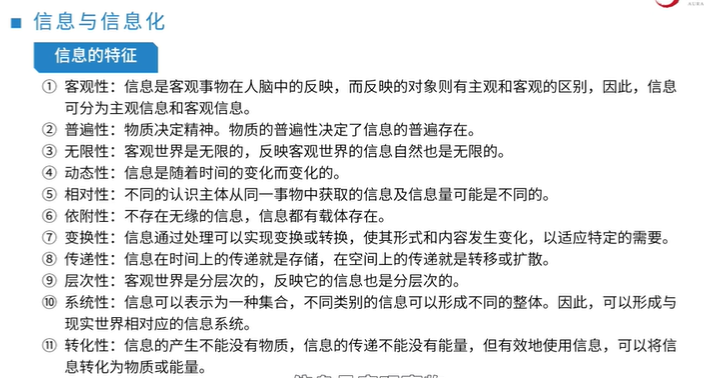 信息与信息化
信息的特征
① 客观性：信息是客观事物在人脑中的反映，而反映的对象则有主观和客观的区别，因此，信息
可分为主观信息和客观信息。
② 普遍性：物质决定精神。物质的普遍性决定了信息的普遍存在。
③ 无限性：客观世界是无限的，反映客观世界的信息自然也是无限的。
④ 动态性：信息是随着时间的变化而变化的。
⑤ 相对性：不同的认识主体从同一事物中获取的信息及信息量可能是不同的。
⑥ 依附性：不存在无缘的信息，信息都有载体存在。
⑦ 变换性：信息通过处理可以实现变换或转换，使其形式和内容发生变化，以适应特定的需要。
⑧ 传递性：信息在时间上的传递就是存储，在空间上的传递就是转移或扩散。
⑨ 层次性：客观世界是分层次的，反映它的信息也是分层次的。
⑩ 系统性：信息可以表示为一种集合，不同类别的信息可以形成不同的整体。因此，可以形成与
现实世界相对应的信息系统。
⑪ 转化性：信息的产生不能没有物质，信息的传递不能没有能量，但有效地使用信息，可以将信
息转化为物质或能量。